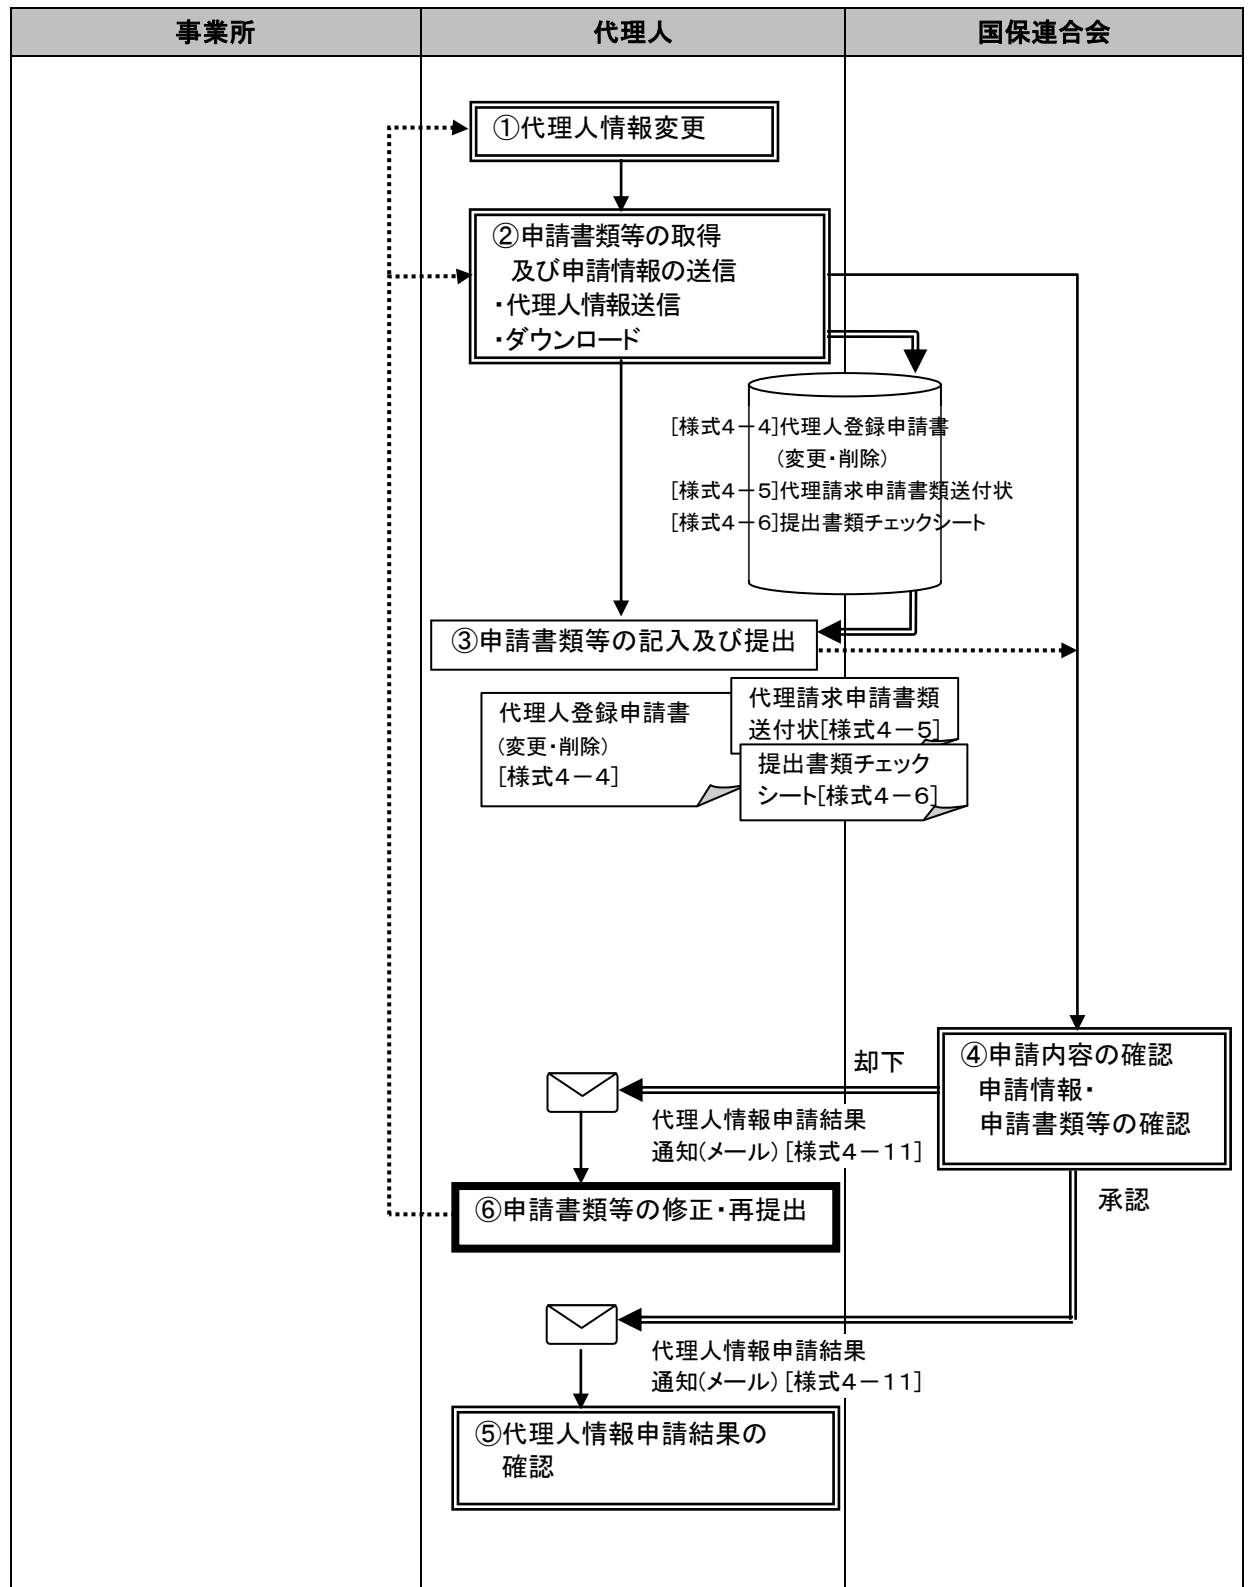 事業所
代理人
国保連合会
①代理人情報変更
②申請書類等の取得
及び申請情報の送信
・代理人情報送信
・ダウンロード
[様式4－4]代理人登録申請書
(変更・削除)
[様式4－5]代理請求申請書類送付状
[様式4－6]提出書類チェックシート
③申請書類等の記入及び提出
代理人登録申請書
(変更・削除)
[様式4－4]
代理請求申請書類
送付状[様式4－5]
提出書類チェック
シート[様式4－6]
④申請内容の確認
申請情報・
申請書類等の確認
却下
代理人情報申請結果
通知(メール)[様式4－11]
承認
⑥申請書類等の修正・再提出
代理人情報申請結果
通知(メール)[様式4－11]
⑤代理人情報申請結果の
確認